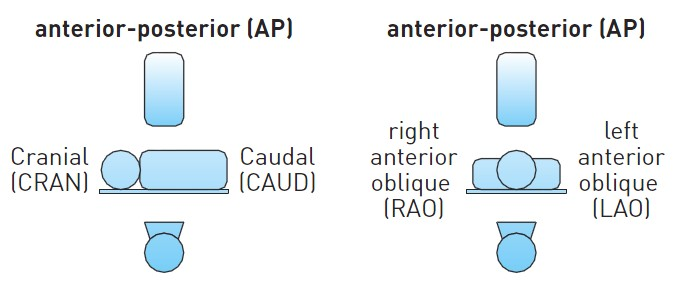 anterior-posterior (AP)
Cranial
(CRAN)
Caudal
(CAUD)
anterior-posterior (AP)
right
anterior
oblique
(RAO)
left
anterior
oblique
(LAO)